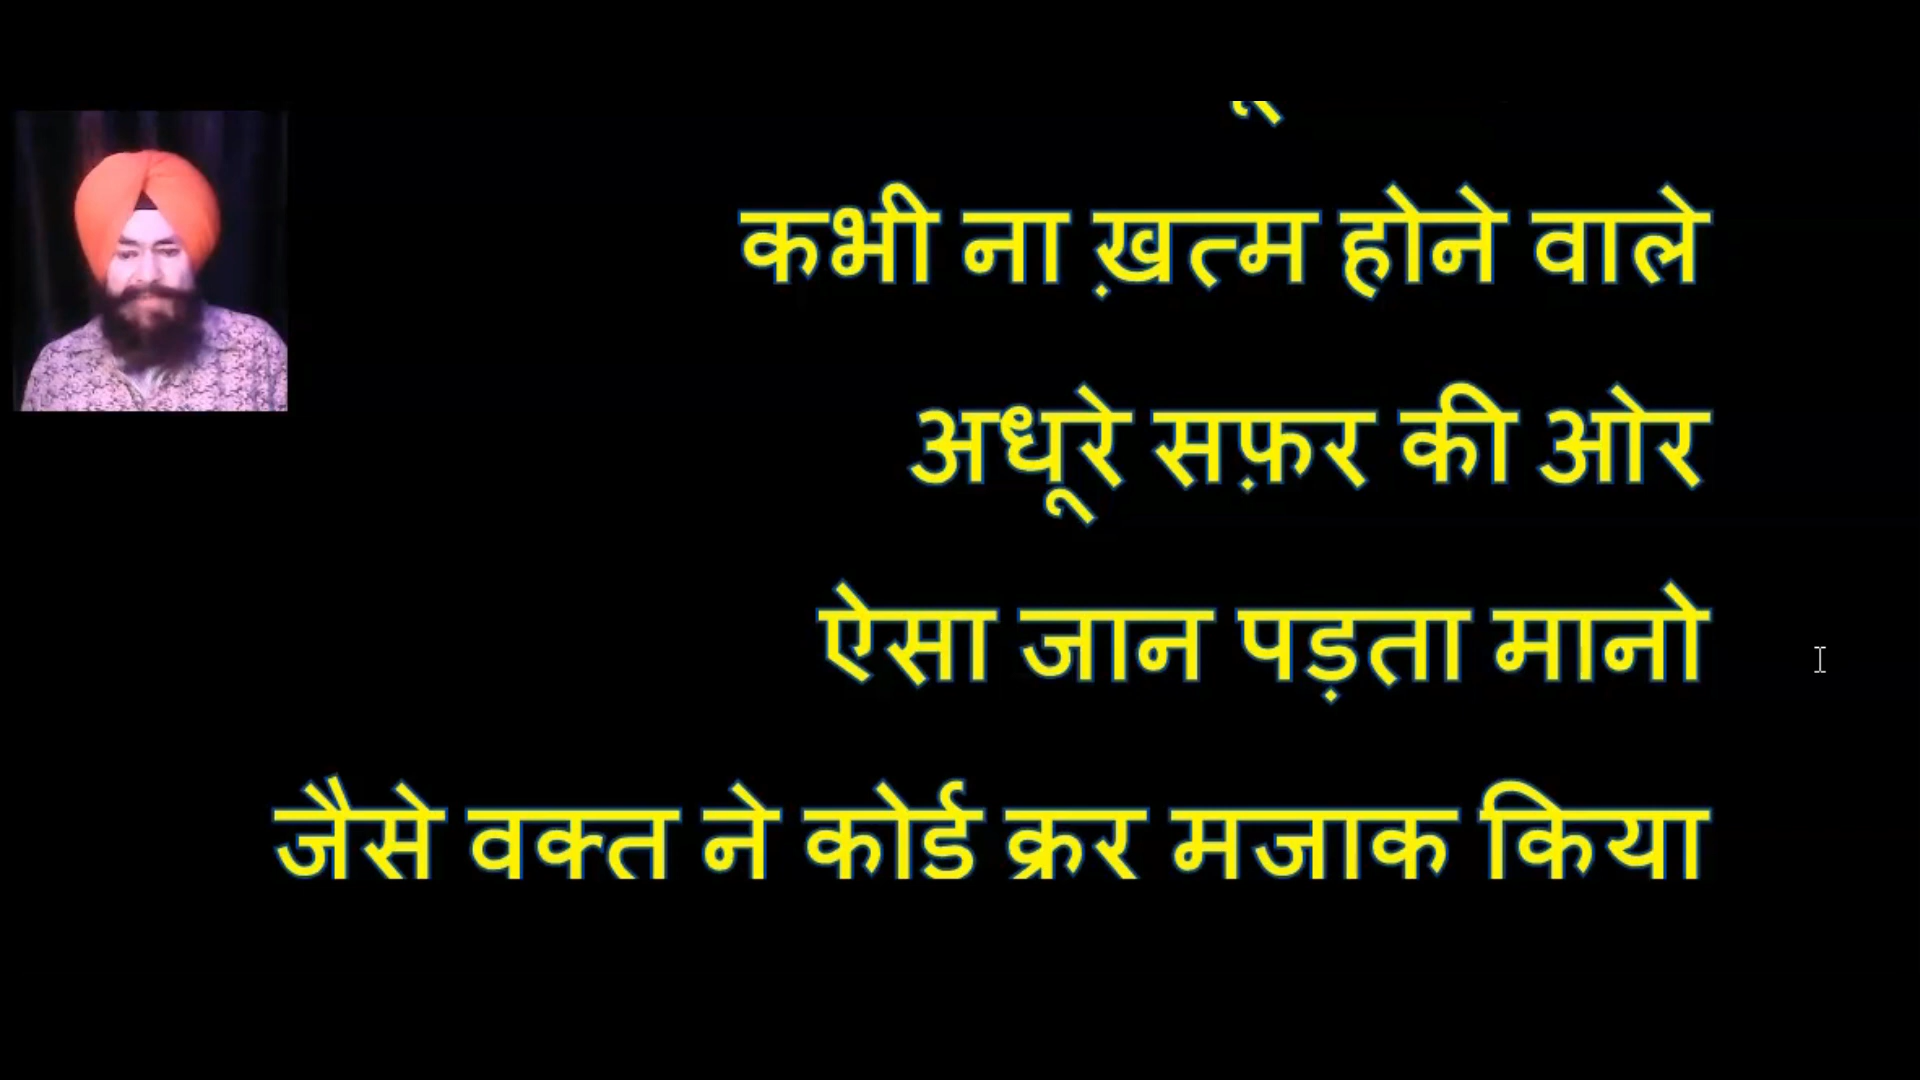 कभी ना ख़त्म होने वाले
अधूरे सफ़र की ओर
ऐसा जान पड़ता मानो
जैसे वक्त ने कोई मजाक किया